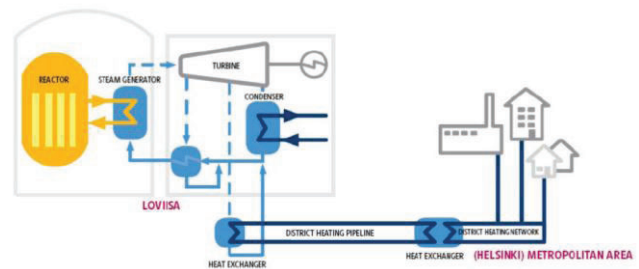 REACTOR
STEAM GENERATOR
TURBINE
CONDENSER
LOVIISA
DISTRICT HEATING PIPELINE
DISTRICT HEATING NETWORK
HEAT EXCHANGER
HEAT EXCHANGER
(HELSINKI) METROPOLITAN AREA